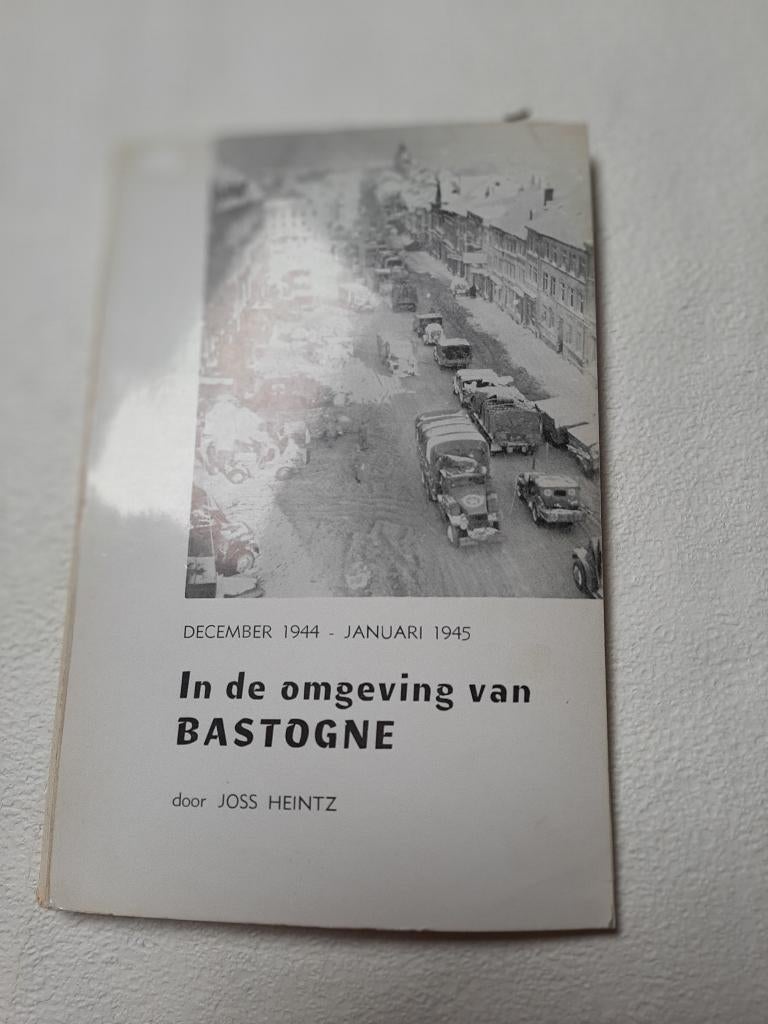 DECEMBER 1944 - JANUARI 1945
In de omgeving van
BASTOGNE
door JOSS HEINTZ